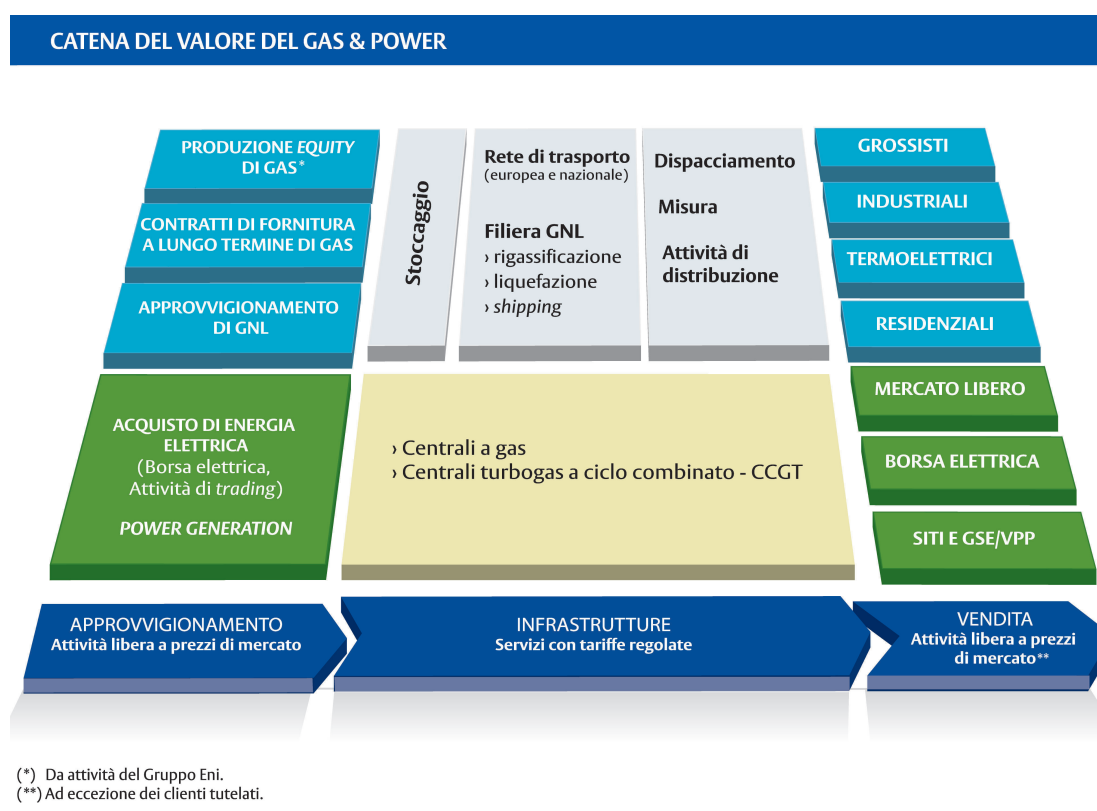 CATENA DEL VALORE DEL GAS & POWER
PRODUZIONE EQUITY
DI GAS*
CONTRATTI DI FORNITURA
A LUNGO TERMINE DI GAS
APPROVVIGIONAMENTO
DI GNL
Stoccaggio
Rete di trasporto
(europea e nazionale)
Filiera GNL
› rigassificazione
› liquefazione
› shipping
Dispacciamento
Misura
Attività di
distribuzione
GROSSISTI
INDUSTRIALI
TERMOELETTRICI
RESIDENZIALI
ACQUISTO DI ENERGIA
ELETTRICA
(Borsa elettrica,
Attività di trading)
POWER GENERATION
› Centrali a gas
› Centrali turbogas a ciclo combinato - CCGT
MERCATO LIBERO
BORSA ELETTRICA
SITI E GSE/VPP
APPROVVIGIONAMENTO
Attività libera a prezzi di mercato
INFRASTRUTTURE
Servizi con tariffe regolate
VENDITA
Attività libera a prezzi
di mercato**
(*) Da attività del Gruppo Eni.
(**) Ad eccezione dei clienti tutelati.